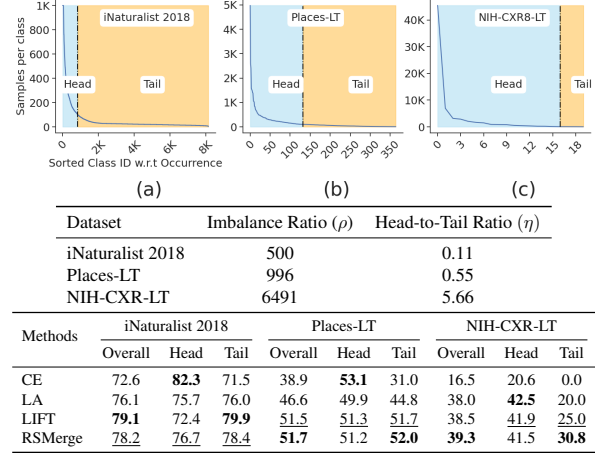 iNaturalist 2018
Places-LT
NIH-CXR8-LT
Samples per class
1K
800
600
400
200
0
Head
Tail
0
2K
4K
6K
8K
Sorted Class ID w.r.t Occurrence
5K
4K
3K
2K
1K
0
Head
Tail
0
50
100
150
200
250
300
350
40K
30K
20K
10K
0
Head
Tail
0
3
6
9
12
15
18
(a)
(b)
(c)
Dataset Imbalance Ratio (ρ) Head-to-Tail Ratio (η)
iNaturalist 2018 500 0.11
Places-LT 996 0.55
NIH-CXR-LT 6491 5.66
Methods iNaturalist 2018 Places-LT NIH-CXR-LT
Overall Head Tail Overall Head Tail Overall Head Tail
CE 72.6 82.3 71.5 38.9 53.1 31.0 16.5 20.6 0.0
LA 76.1 75.7 76.0 46.6 49.9 44.8 38.0 42.5 20.0
LIFT 79.1 72.4 79.9 51.5 51.3 51.7 38.5 41.9 25.0
RSMerge 78.2 76.7 78.4 51.7 51.2 52.0 39.3 41.5 30.8